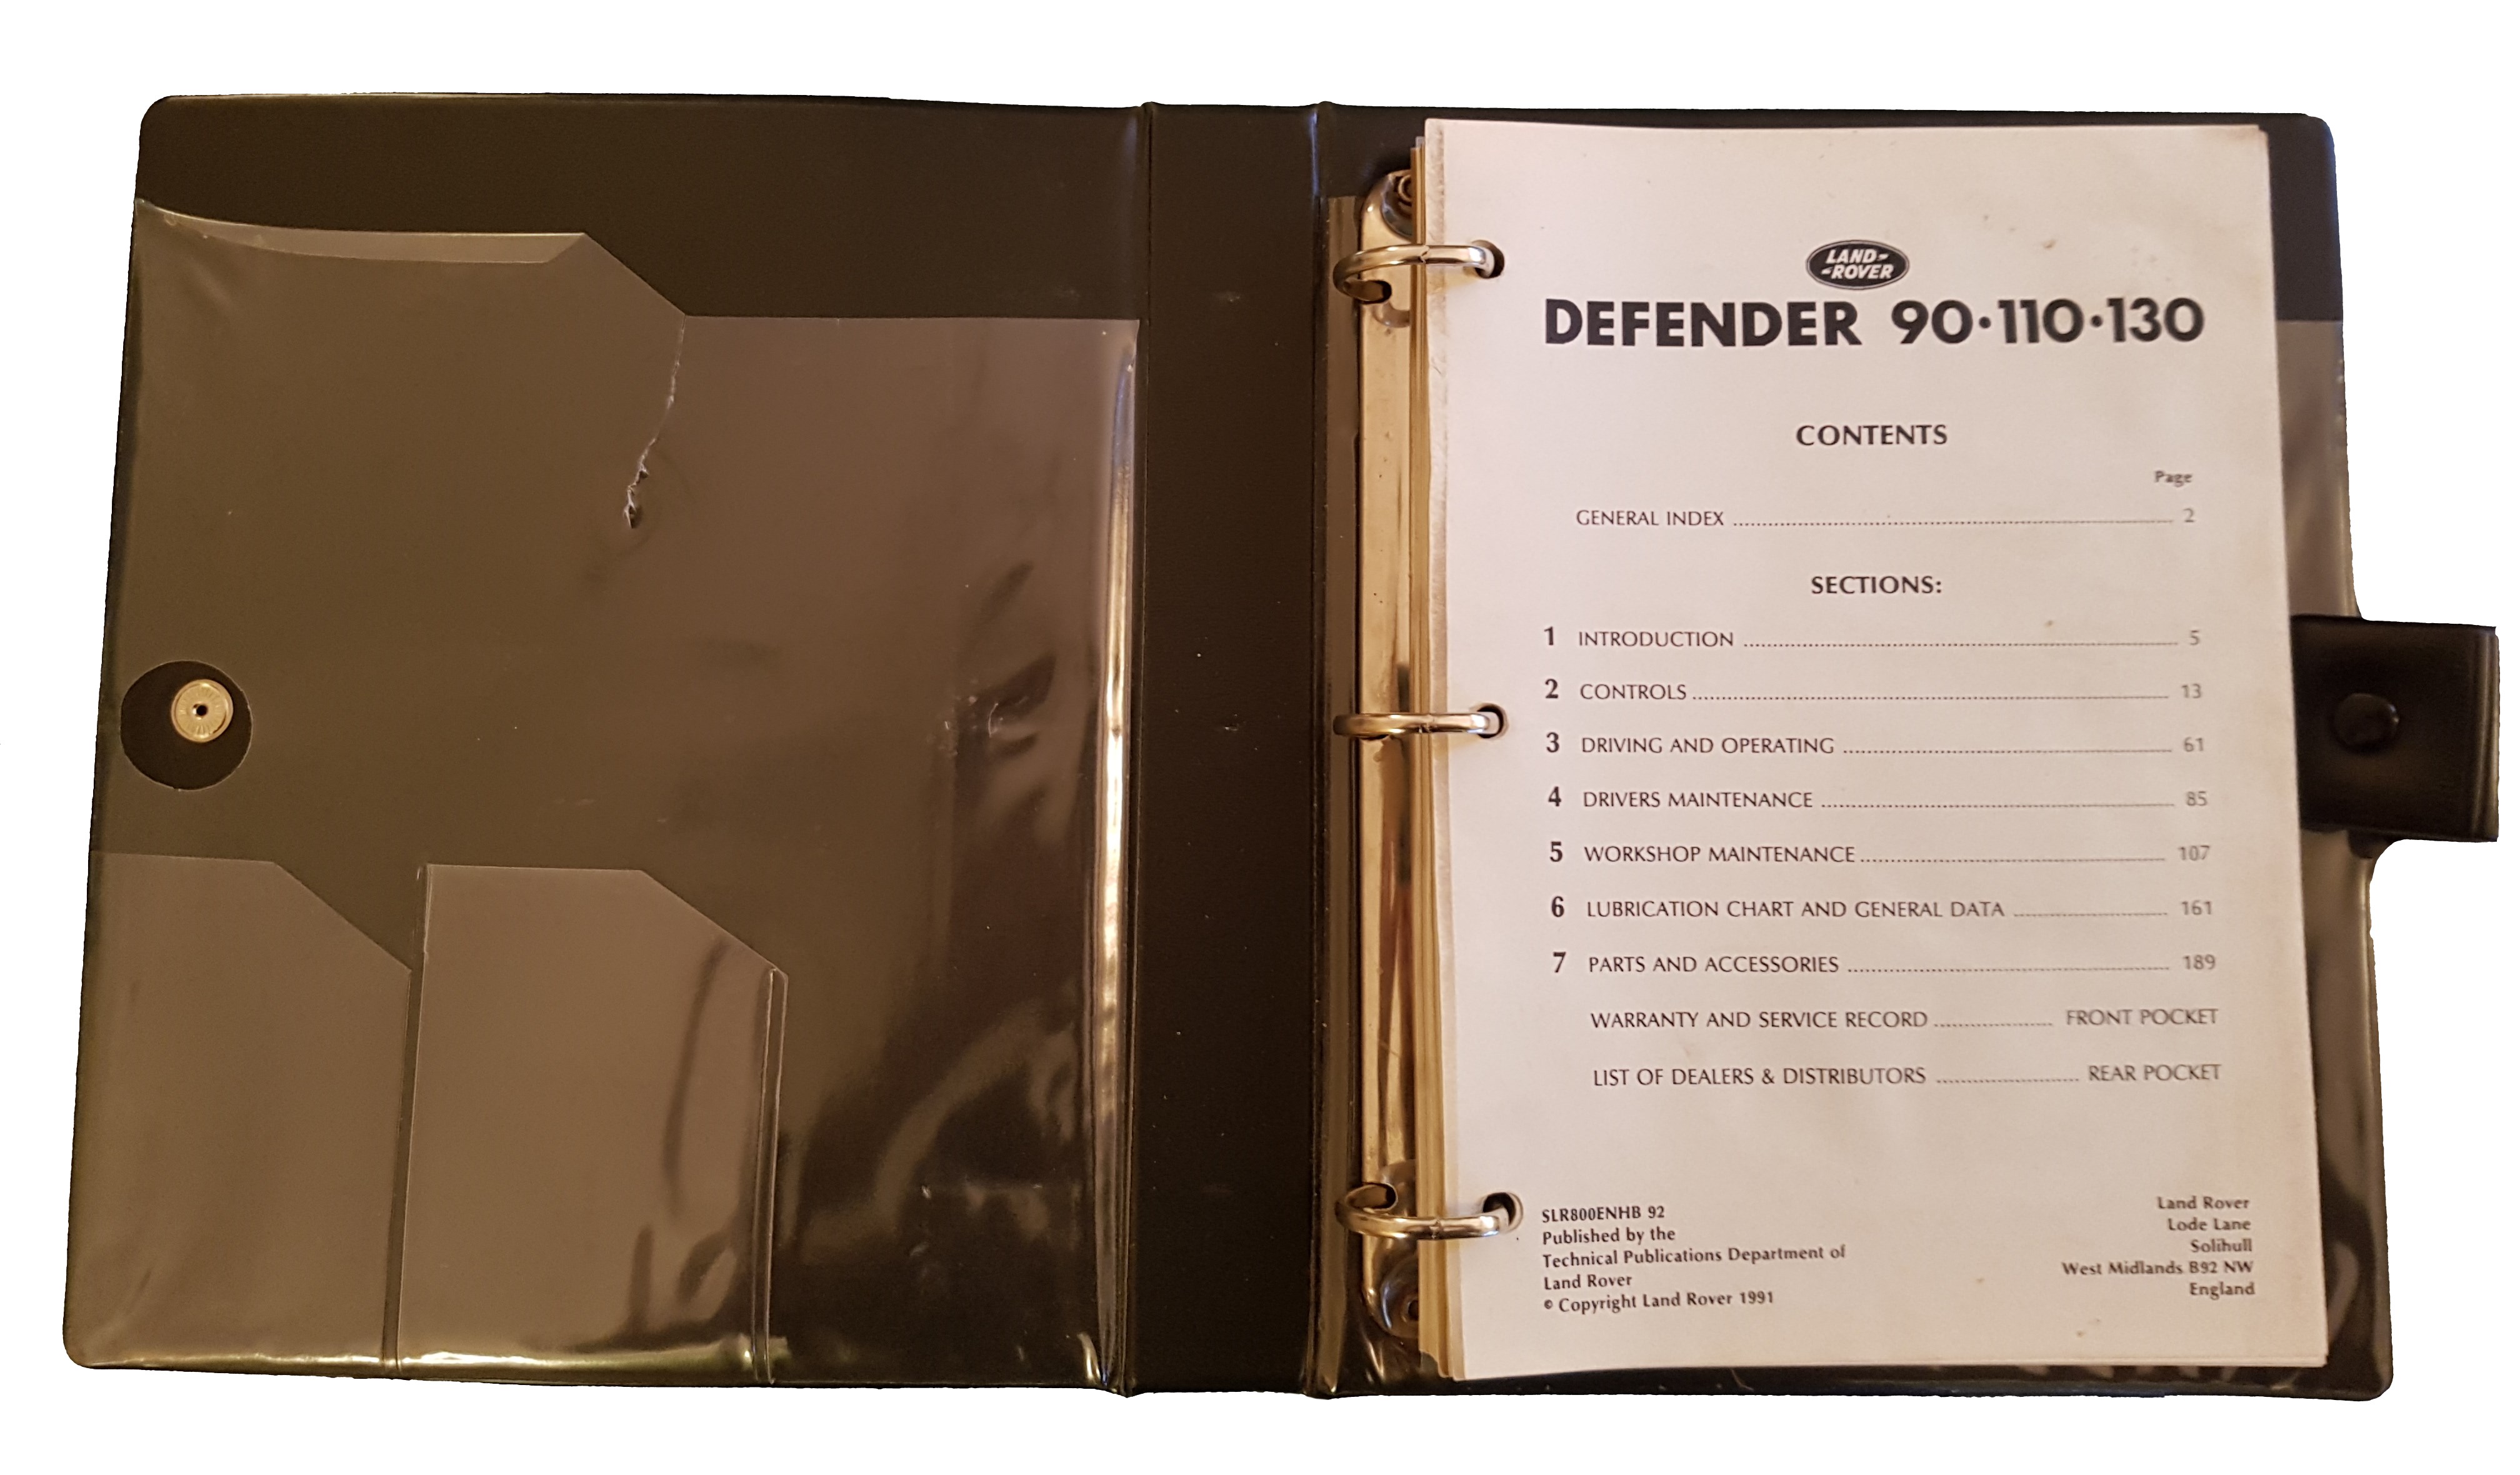 LAND-
-ROVER
DEFENDER 90·110·130
CONTENTS
Page
GENERAL INDEX ........................ 2
SECTIONS:
1 INTRODUCTION ........................ 5
2 CONTROLS ........................ 13
3 DRIVING AND OPERATING ........................ 61
4 DRIVERS MAINTENANCE ........................ 85
5 WORKSHOP MAINTENANCE ........................ 107
6 LUBRICATION CHART AND GENERAL DATA ........................ 161
7 PARTS AND ACCESSORIES ........................ 189
WARRANTY AND SERVICE RECORD ........................ FRONT POCKET
LIST OF DEALERS & DISTRIBUTORS ........................ REAR POCKET
SLR800ENHB 92
Published by the
Technical Publications Department of
Land Rover
© Copyright Land Rover 1991
Land Rover
Lode Lane
Solihull
West Midlands B92 NW
England